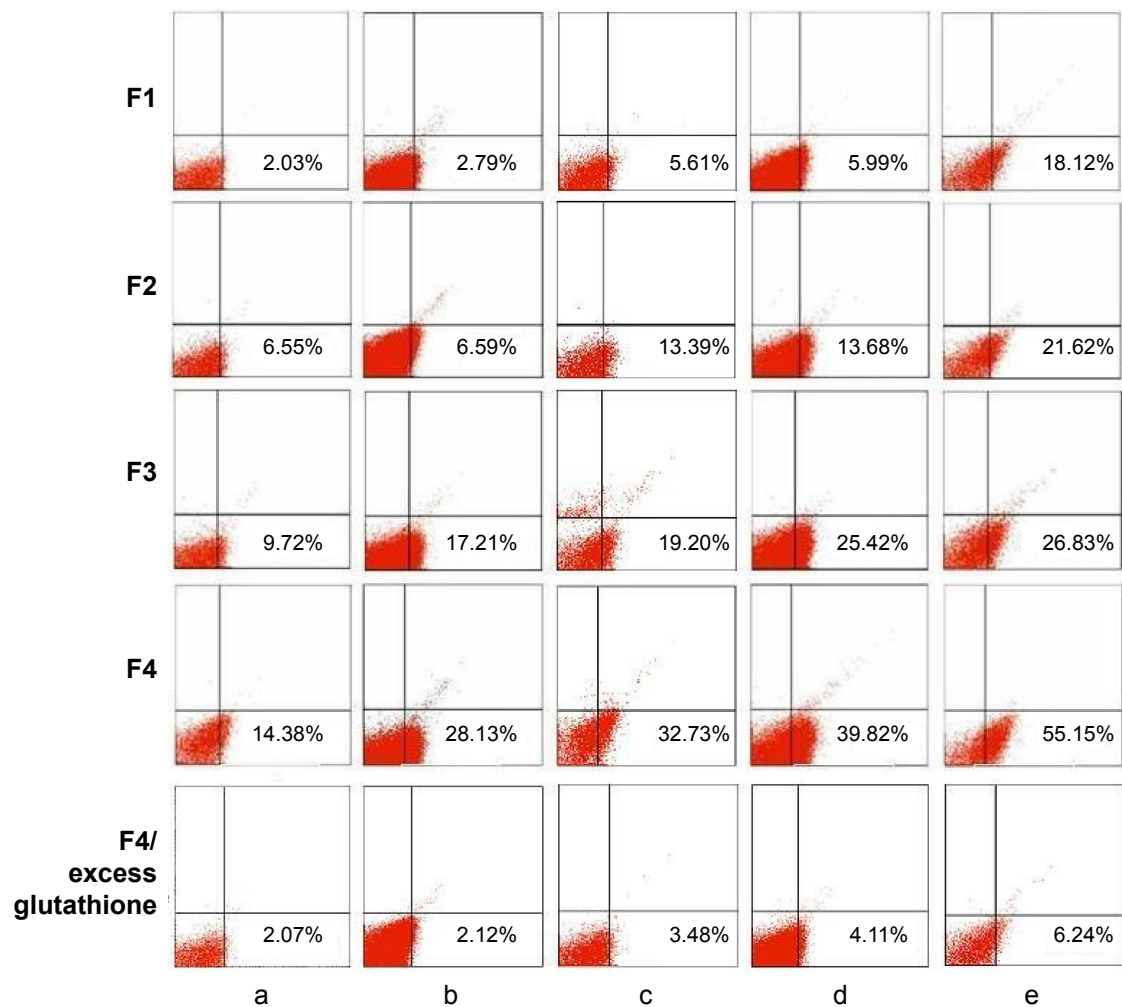 F1
2.03% 2.79% 5.61% 5.99% 18.12%
F2
6.55% 6.59% 13.39% 13.68% 21.62%
F3
9.72% 17.21% 19.20% 25.42% 26.83%
F4
14.38% 28.13% 32.73% 39.82% 55.15%
F4/
excess
glutathione
2.07% 2.12% 3.48% 4.11% 6.24%
a b c d e